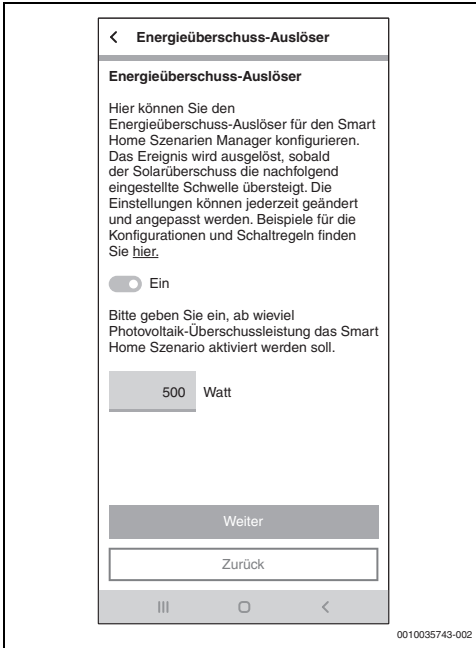 Energieüberschuss-Auslöser
Energieüberschuss-Auslöser
Hier können Sie den
Energieüberschuss-Auslöser für den Smart
Home Szenarien Manager konfigurieren.
Das Ereignis wird ausgelöst, sobald
der Solarüberschuss die nachfolgend
eingestellte Schwelle übersteigt. Die
Einstellungen können jederzeit geändert
und angepasst werden. Beispiele für die
Konfigurationen und Schaltregeln finden
Sie hier.
Ein
Bitte geben Sie ein, ab wieviel
Photovoltaik-Überschussleistung das Smart
Home Szenario aktiviert werden soll.
500 Watt
Weiter
Zurück
0010035743-002